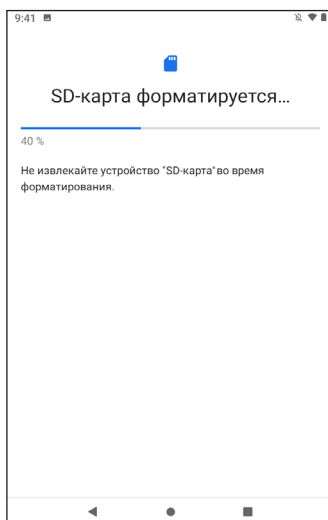 9:41
SD-карта форматируется...
40 %
Не извлекайте устройство "SD-карта" во время
форматирования.